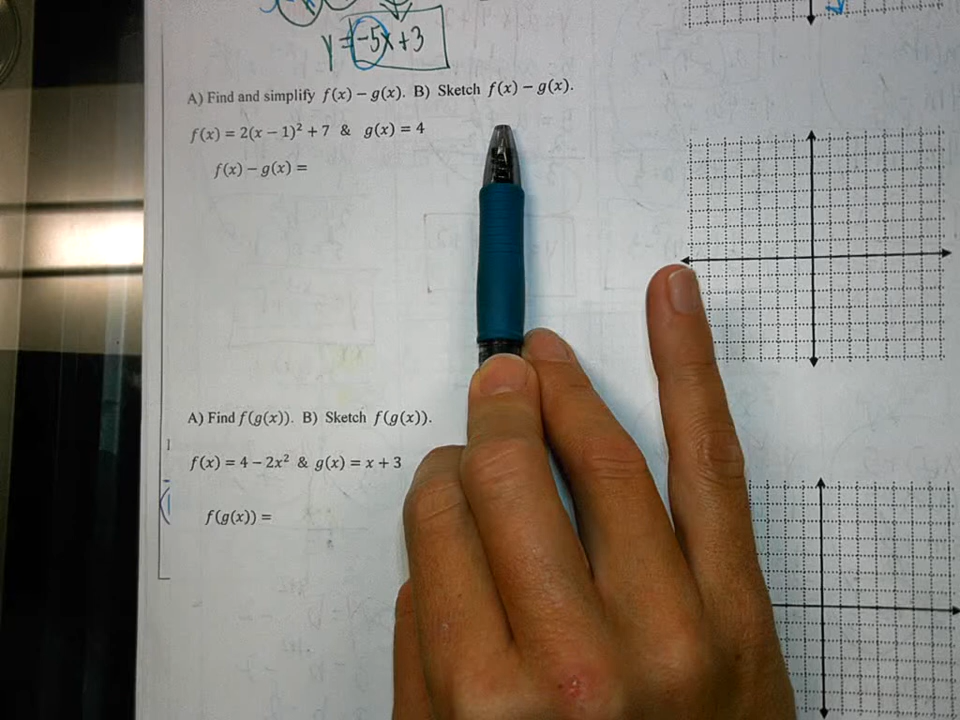 y = -5x + 3
A) Find and simplify f(x) − g(x). B) Sketch f(x) − g(x).
f(x) = 2(x − 1)² + 7 & g(x) = 4
f(x) − g(x) =
A) Find f(g(x)). B) Sketch f(g(x)).
f(x) = 4 − 2x² & g(x) = x + 3
f(g(x)) =